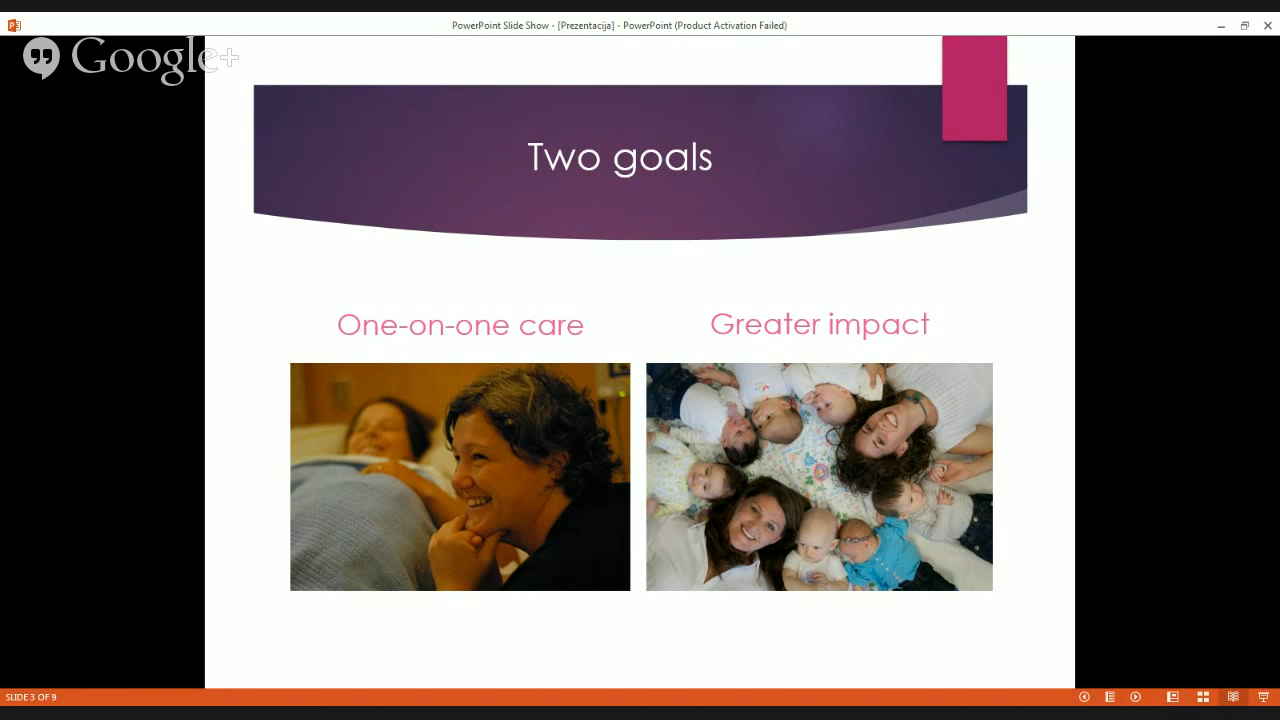 PowerPoint Slide Show - [Prezentacija] - PowerPoint (Product Activation Failed)
Google+
Two goals
One-on-one care
Greater impact
SLIDE 3 OF 9